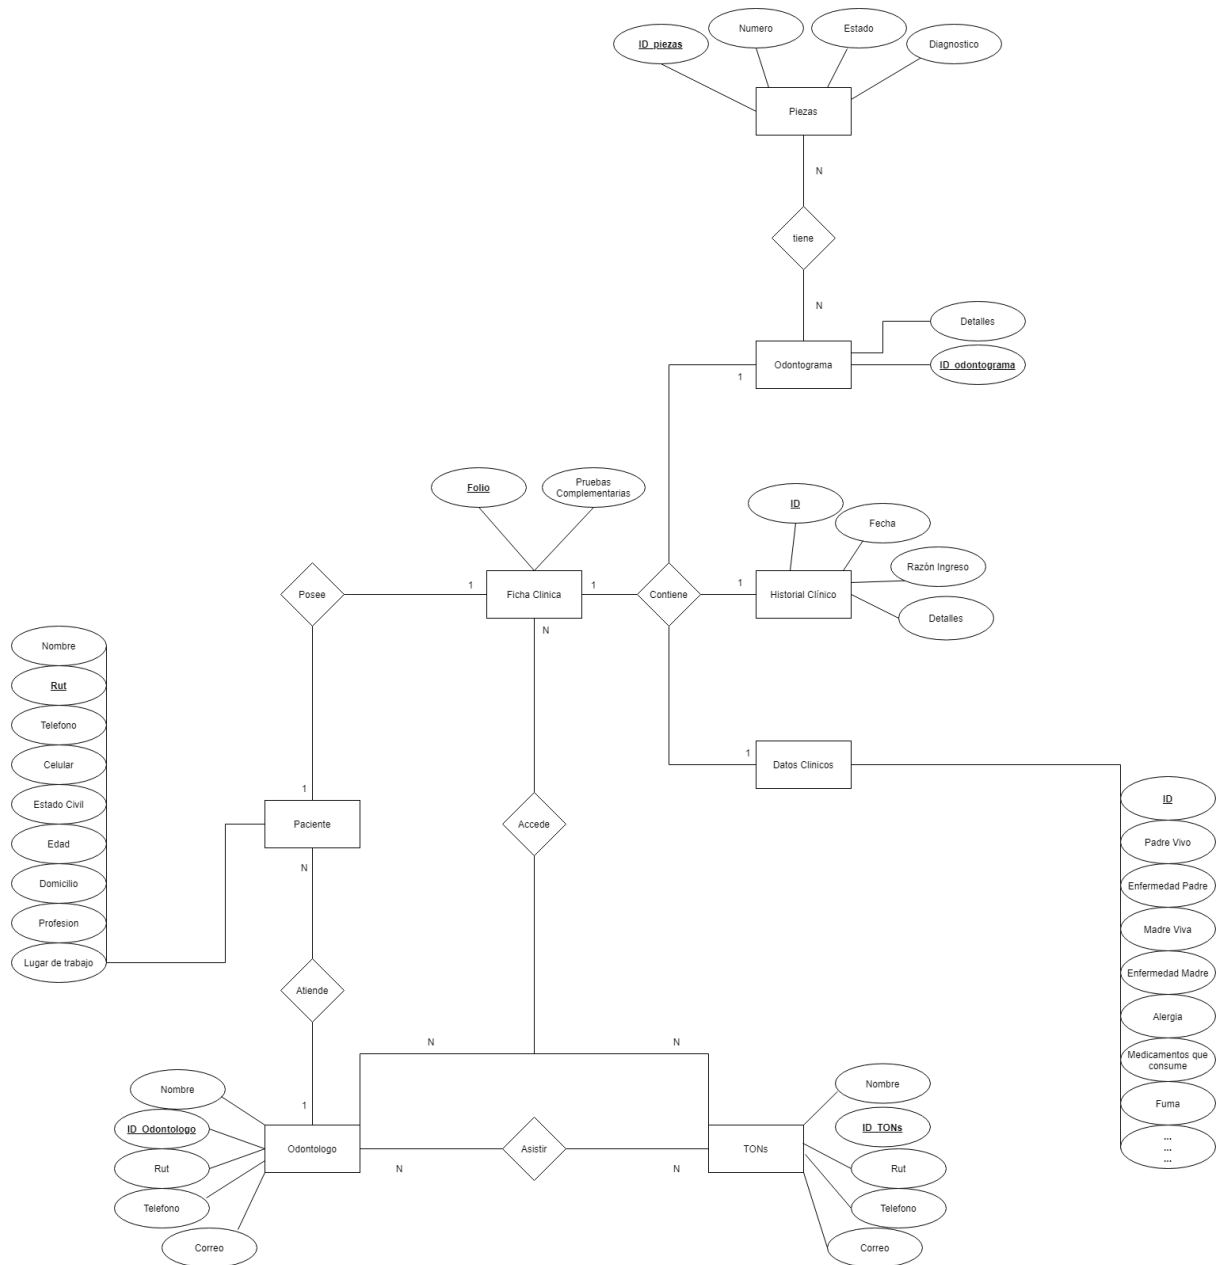 ID_piezas
Numero
Estado
Diagnostico
Piezas
N
tiene
N
Detalles
Odontograma
ID_odontograma
1
Folio
Pruebas
Complementarias
ID
Fecha
Razón Ingreso
Posee
1
Ficha Clinica
1
Contiene
1
Historial Clínico
Detalles
N
Nombre
Rut
Telefono
Celular
Estado Civil
Edad
Domicilio
Profesion
Lugar de trabajo
1
Datos Clinicos
1
Paciente
N
Accede
ID
Padre Vivo
Enfermedad Padre
Madre Viva
Enfermedad Madre
Alergia
Medicamentos que
consume
Fuma
...
...
...
Atiende
1
N
N
Nombre
ID_Odontologo
Rut
Telefono
Correo
Odontologo
N
Asistir
N
TONs
Nombre
ID_TONs
Rut
Telefono
Correo